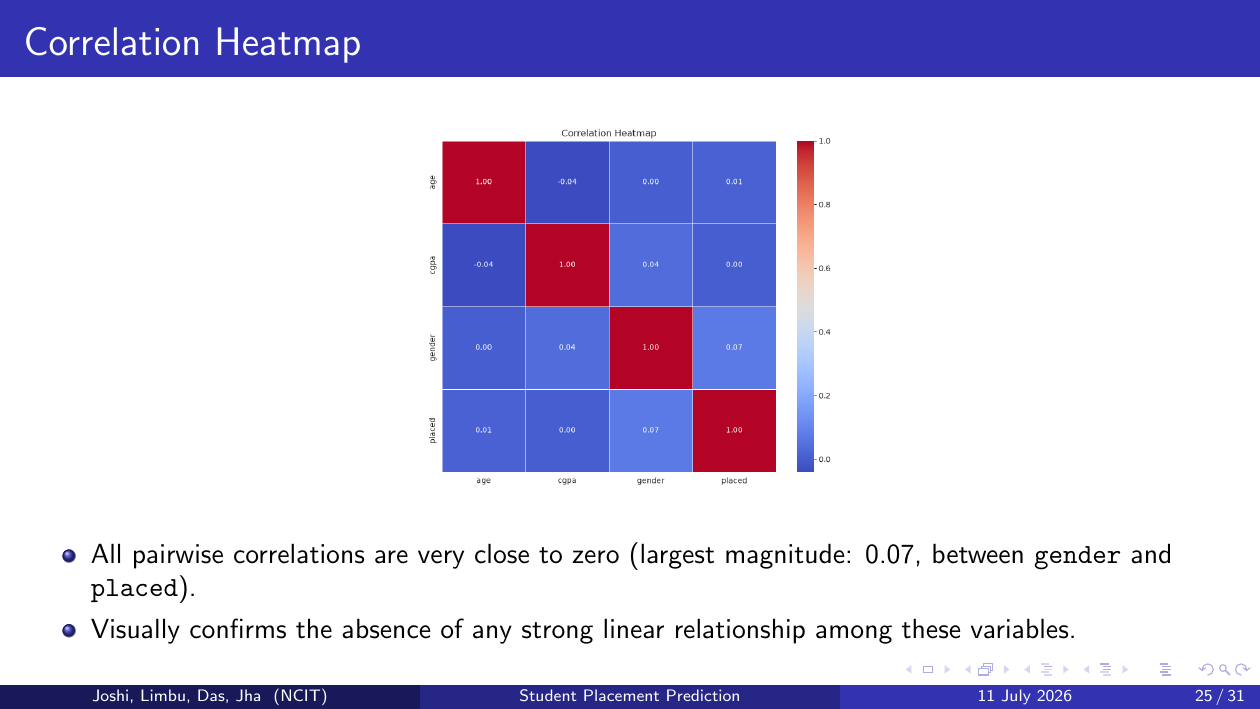 Correlation Heatmap
Correlation Heatmap
age 1.00 -0.04 0.00 0.01
cgpa -0.04 1.00 0.04 0.00
gender 0.00 0.04 1.00 0.07
placed 0.01 0.00 0.07 1.00
age cgpa gender placed
1.0
0.8
0.6
0.4
0.2
0.0
All pairwise correlations are very close to zero (largest magnitude: 0.07, between gender and
placed).
Visually confirms the absence of any strong linear relationship among these variables.
Joshi, Limbu, Das, Jha (NCIT) Student Placement Prediction 11 July 2026 25 / 31